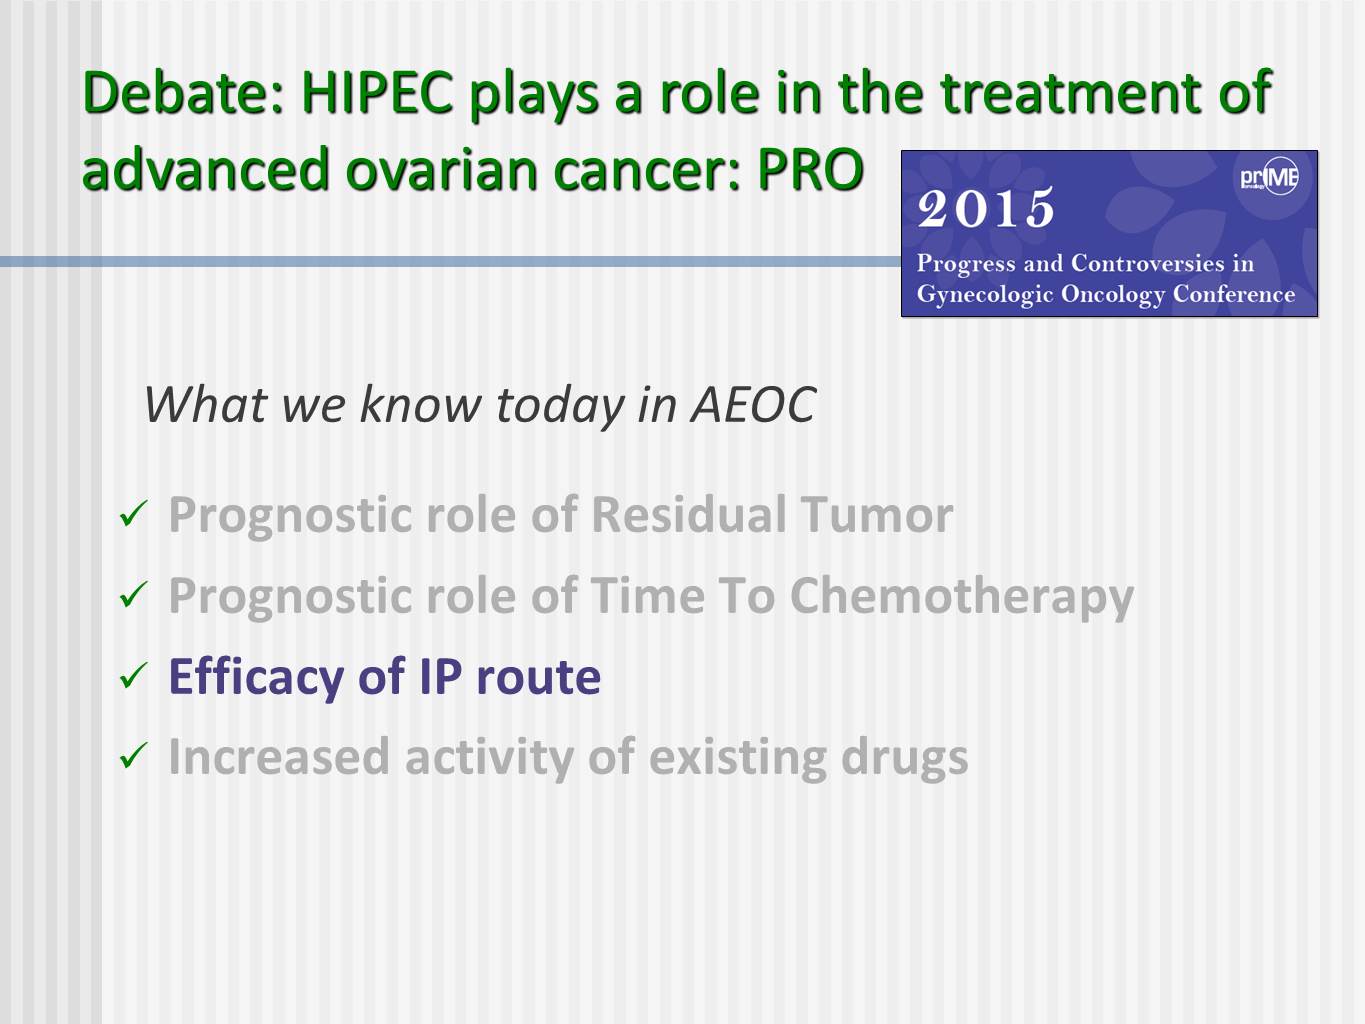 Debate: HIPEC plays a role in the treatment of
advanced ovarian cancer: PRO
prIME
Oncology
2015
Progress and Controversies in
Gynecologic Oncology Conference
What we know today in AEOC
✓ Prognostic role of Residual Tumor
✓ Prognostic role of Time To Chemotherapy
✓ Efficacy of IP route
✓ Increased activity of existing drugs